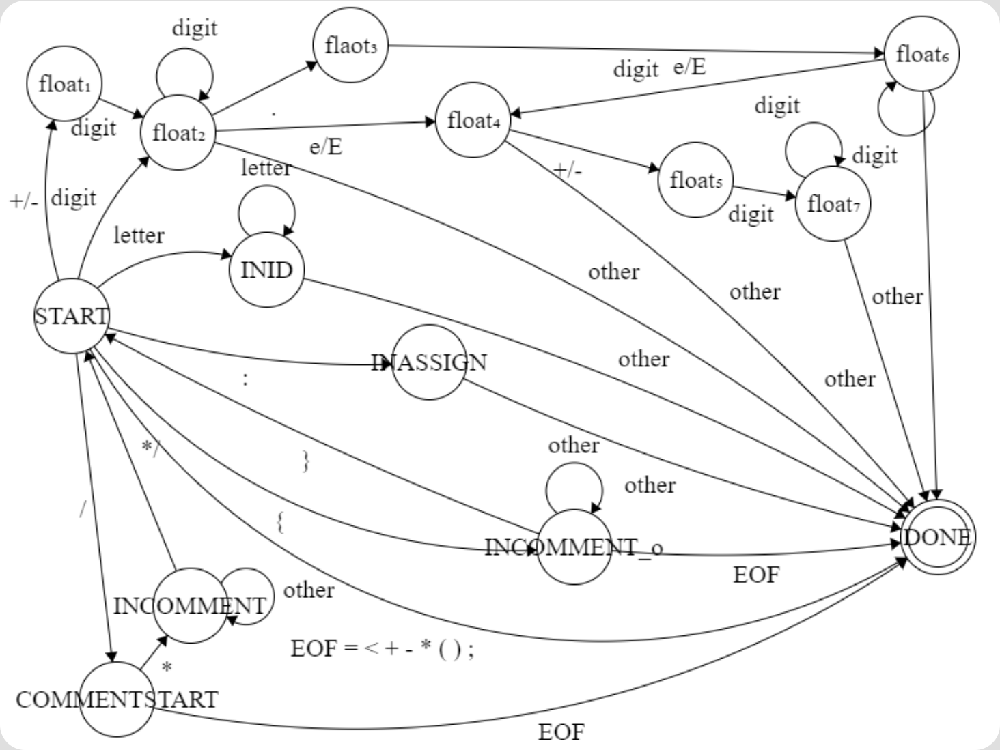 digit
flaot₃
float₆
digit
e/E
float₁
digit
digit
float₂
.
float₄
e/E
letter
+/-
digit
float₅
digit
float₇
+/-
digit
letter
INID
other
other
other
START
INASSIGN
:
other
other
*/
}
other
other
/
{
INCOMMENT_o
DONE
EOF
INCOMMENT
other
EOF = < + - * ( ) ;
*
COMMENTSTART
EOF